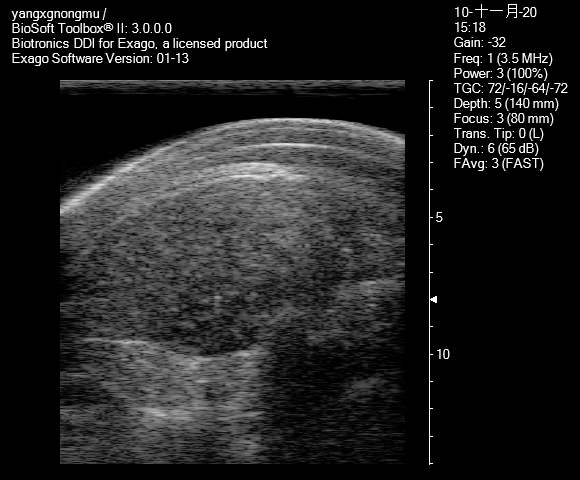 yangxgnongmu /
BioSoft Toolbox® II: 3.0.0.0
Biotronics DDI for Exago, a licensed product
Exago Software Version: 01-13
10-十一月-20
15:18
Gain: -32
Freq: 1 (3.5 MHz)
Power: 3 (100%)
TGC: 72/-16/-64/-72
Depth: 5 (140 mm)
Focus: 3 (80 mm)
Trans. Tip: 0 (L)
Dyn.: 6 (65 dB)
FAvg: 3 (FAST)
5
10